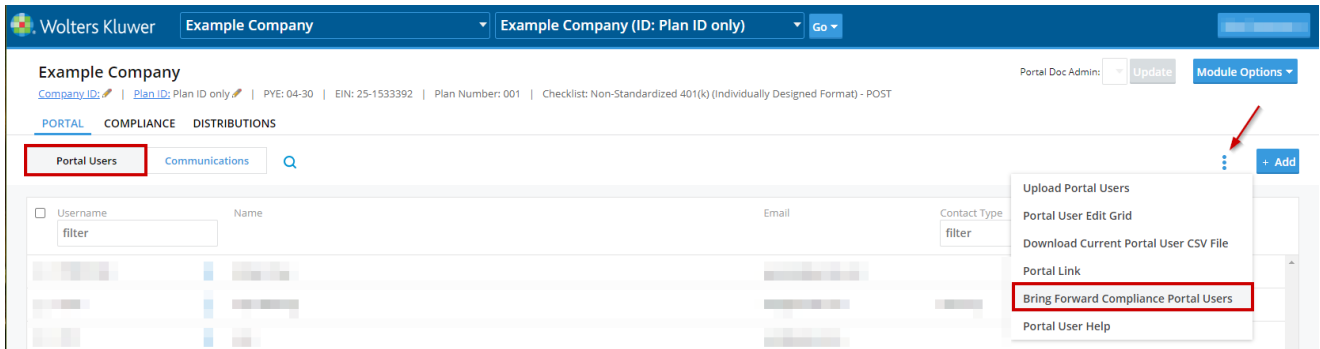 Wolters Kluwer Example Company Example Company (ID: Plan ID only) Go
Example Company Portal Doc Admin: Update Module Options
Company ID: | Plan ID: Plan ID only | PYE: 04-30 | EIN: 25-1533392 | Plan Number: 001 | Checklist: Non-Standardized 401(k) (Individually Designed Format) - POST
PORTAL COMPLIANCE DISTRIBUTIONS
Portal Users Communications + Add
Upload Portal Users
Username Name Email Contact Type
Portal User Edit Grid
filter filter
Download Current Portal User CSV File
Portal Link
Bring Forward Compliance Portal Users
Portal User Help